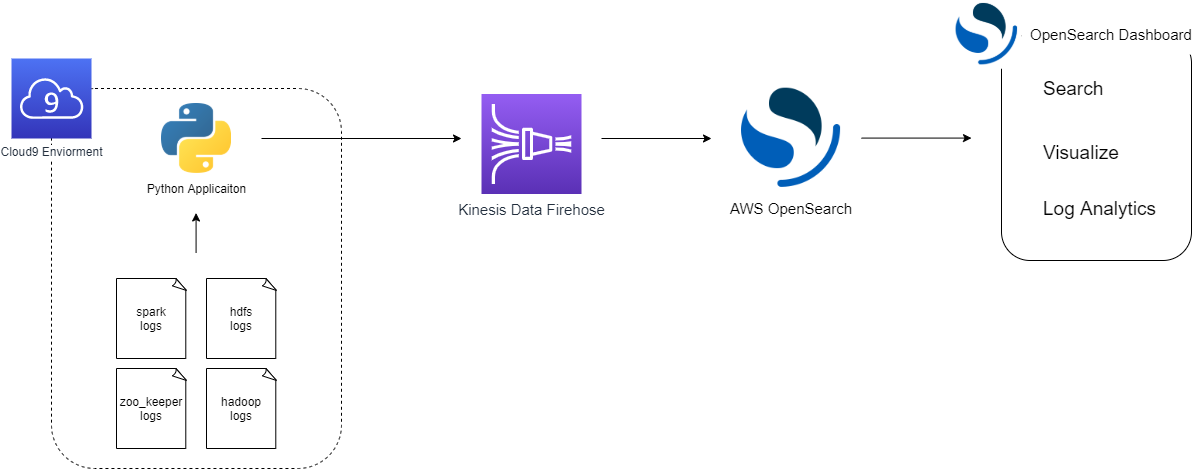 OpenSearch Dashboard
Search
Visualize
Log Analytics
9
Cloud9 Enviorment
Python Applicaiton
Kinesis Data Firehose
AWS OpenSearch
spark
logs
hdfs
logs
zoo_keeper
logs
hadoop
logs